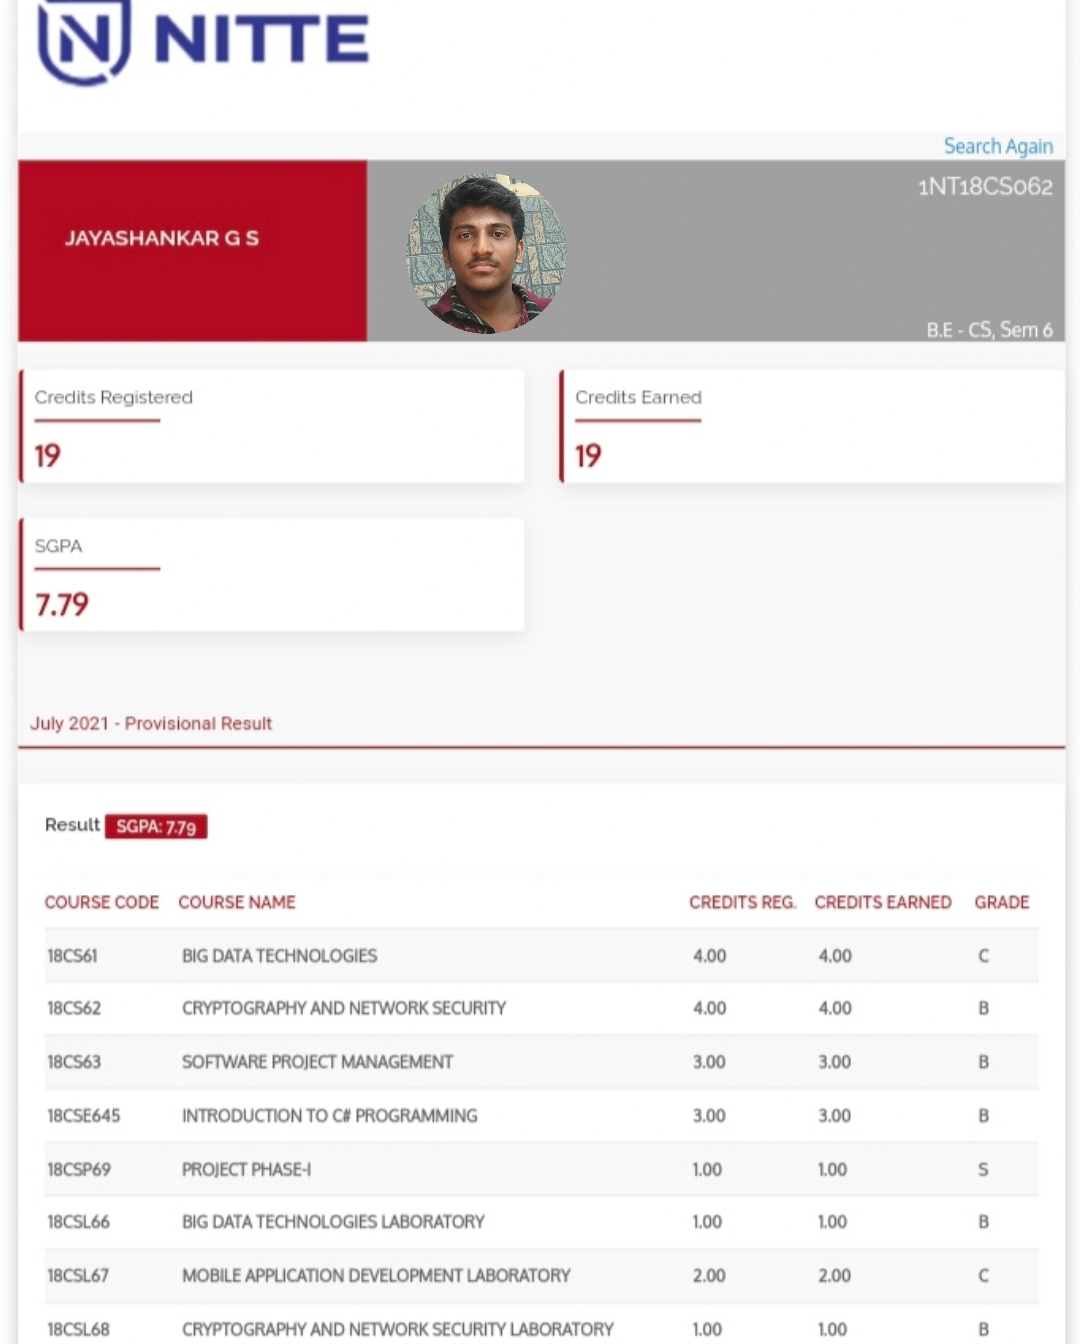 NITTE
Search Again
1NT18CS062
JAYASHANKAR G S
B.E - CS, Sem 6
Credits Registered
19
Credits Earned
19
SGPA
7.79
July 2021 - Provisional Result
Result SGPA: 7.79
COURSE CODE COURSE NAME CREDITS REG. CREDITS EARNED GRADE
18CS61 BIG DATA TECHNOLOGIES 4.00 4.00 C
18CS62 CRYPTOGRAPHY AND NETWORK SECURITY 4.00 4.00 B
18CS63 SOFTWARE PROJECT MANAGEMENT 3.00 3.00 B
18CSE645 INTRODUCTION TO C# PROGRAMMING 3.00 3.00 B
18CSP69 PROJECT PHASE-I 1.00 1.00 S
18CSL66 BIG DATA TECHNOLOGIES LABORATORY 1.00 1.00 B
18CSL67 MOBILE APPLICATION DEVELOPMENT LABORATORY 2.00 2.00 C
18CSL68 CRYPTOGRAPHY AND NETWORK SECURITY LABORATORY 1.00 1.00 B